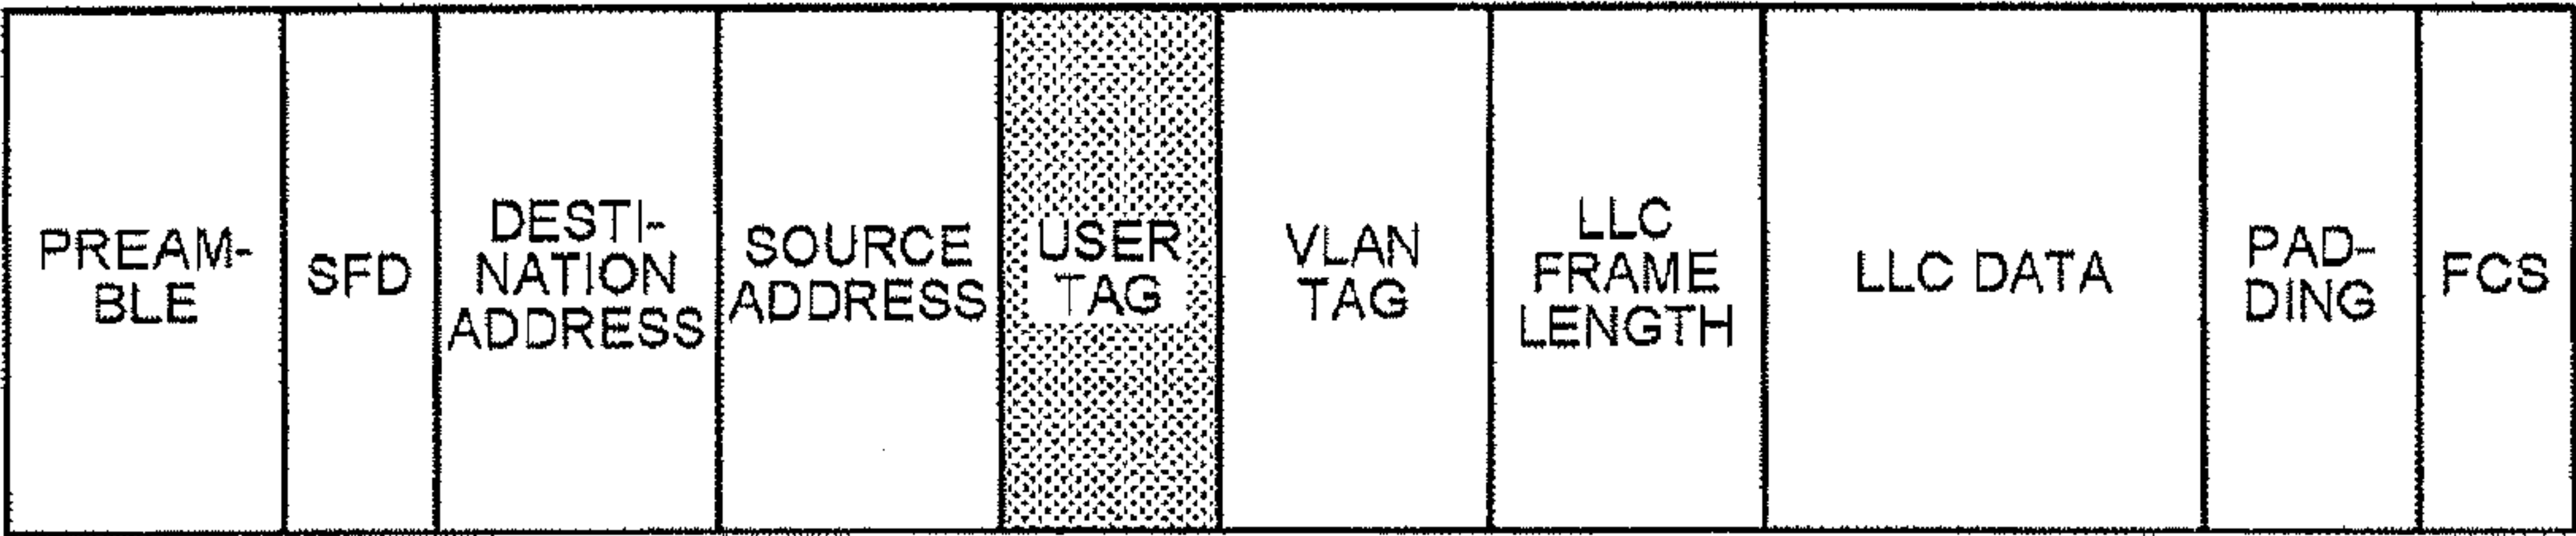 PREAM-
BLE
SFD
DESTI-
NATION
ADDRESS
SOURCE
ADDRESS
USER
TAG
VLAN
TAG
LLC
FRAME
LENGTH
LLC DATA
PAD-
DING
FCS